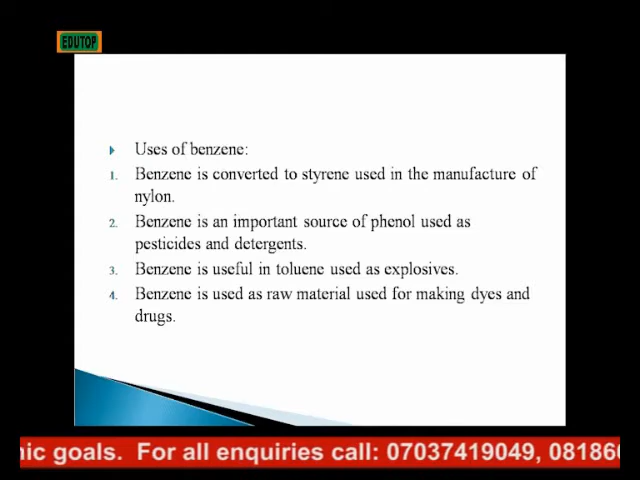 EDUTOP
Uses of benzene:
1. Benzene is converted to styrene used in the manufacture of
nylon.
2. Benzene is an important source of phenol used as
pesticides and detergents.
3. Benzene is useful in toluene used as explosives.
4. Benzene is used as raw material used for making dyes and
drugs.
nic goals. For all enquiries call: 07037419049, 08186